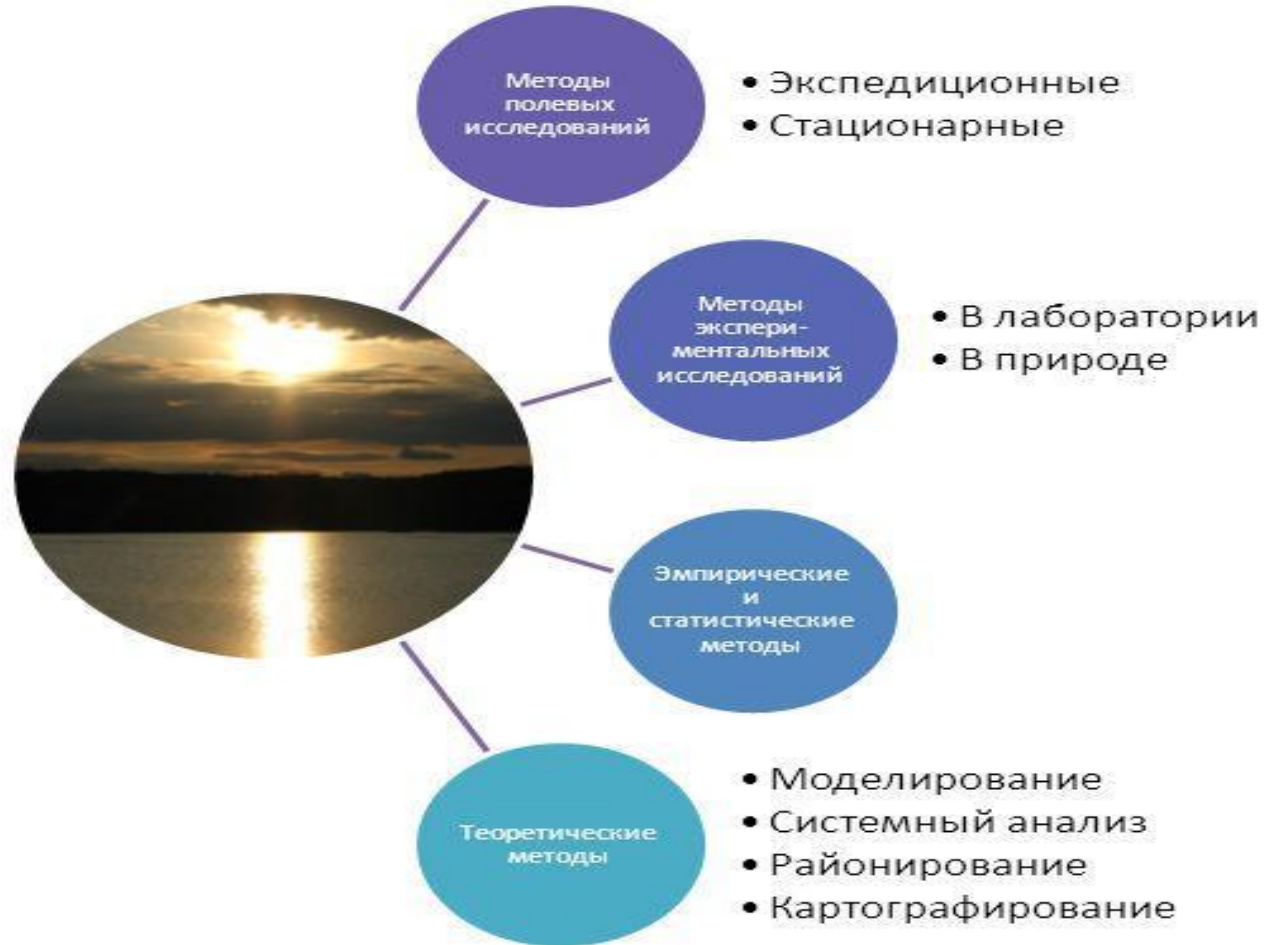 Методы
полевых
исследований
• Экспедиционные
• Стационарные
Методы
экспери-
ментальных
исследований
• В лаборатории
• В природе
Эмпирические
и
статистические
методы
Теоретические
методы
• Моделирование
• Системный анализ
• Районирование
• Картографирование